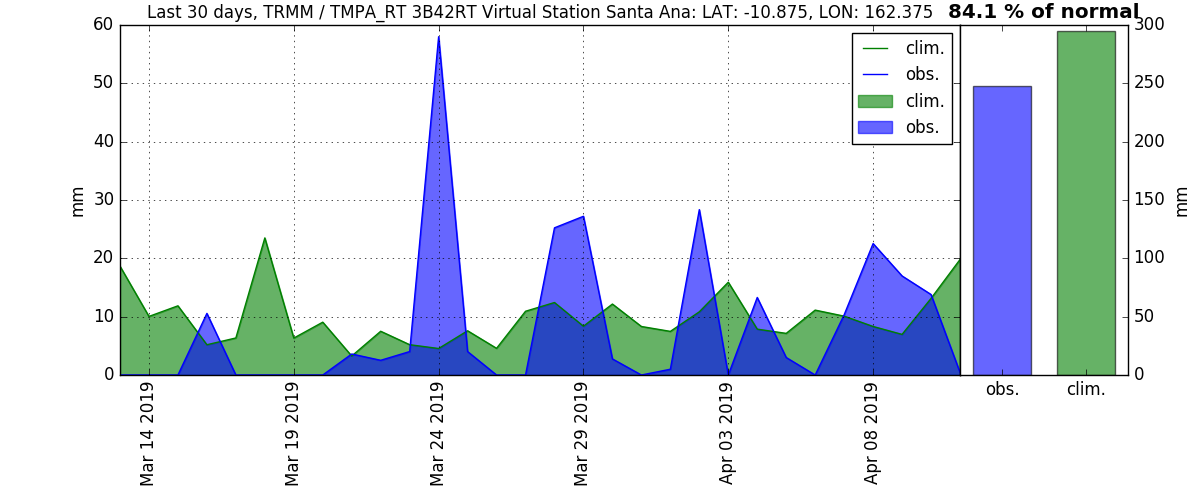 Last 30 days, TRMM / TMPA_RT 3B42RT Virtual Station Santa Ana: LAT: -10.875, LON: 162.375
84.1 % of normal
60
50
40
30
20
10
0
mm
clim.
obs.
clim.
obs.
Mar 14 2019
Mar 19 2019
Mar 24 2019
Mar 29 2019
Apr 03 2019
Apr 08 2019
300
250
200
150
100
50
0
mm
obs.
clim.